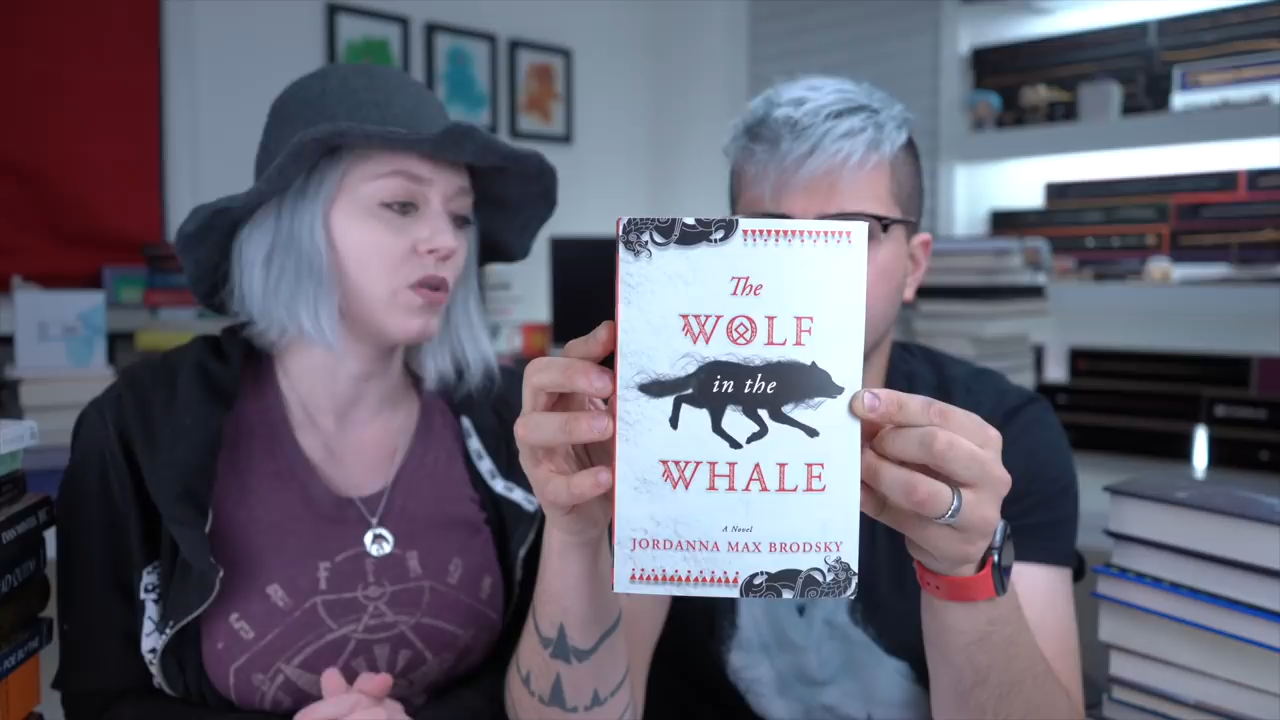 The
WOLF
in the
WHALE
A Novel
JORDANNA MAX BRODSKY